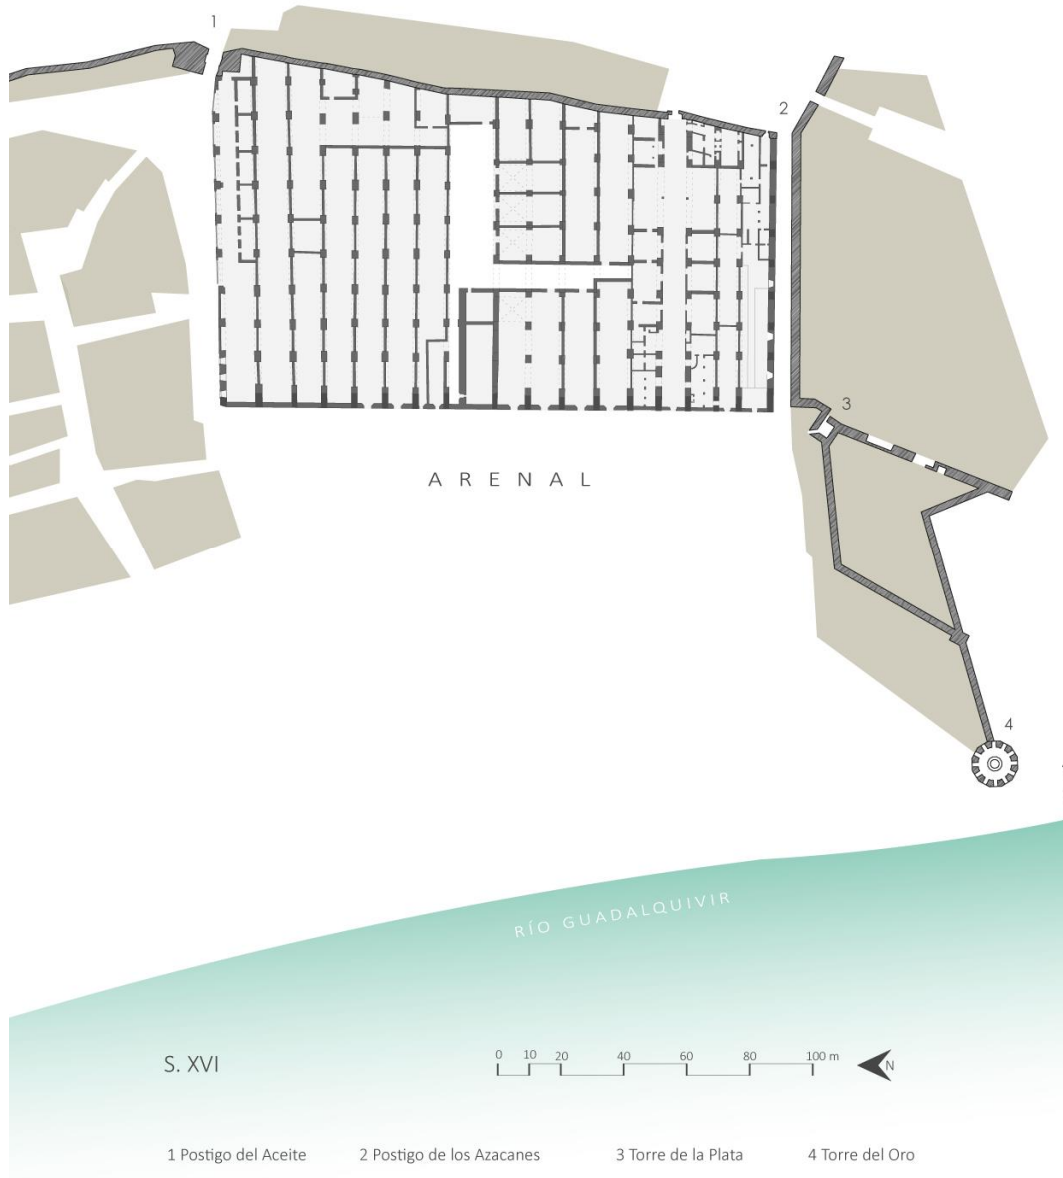 1
2
3
A R E N A L
4
RÍO GUADALQUIVIR
S. XVI
0 10 20 40 60 80 100 m
N
1 Postigo del Aceite 2 Postigo de los Azacanes 3 Torre de la Plata 4 Torre del Oro